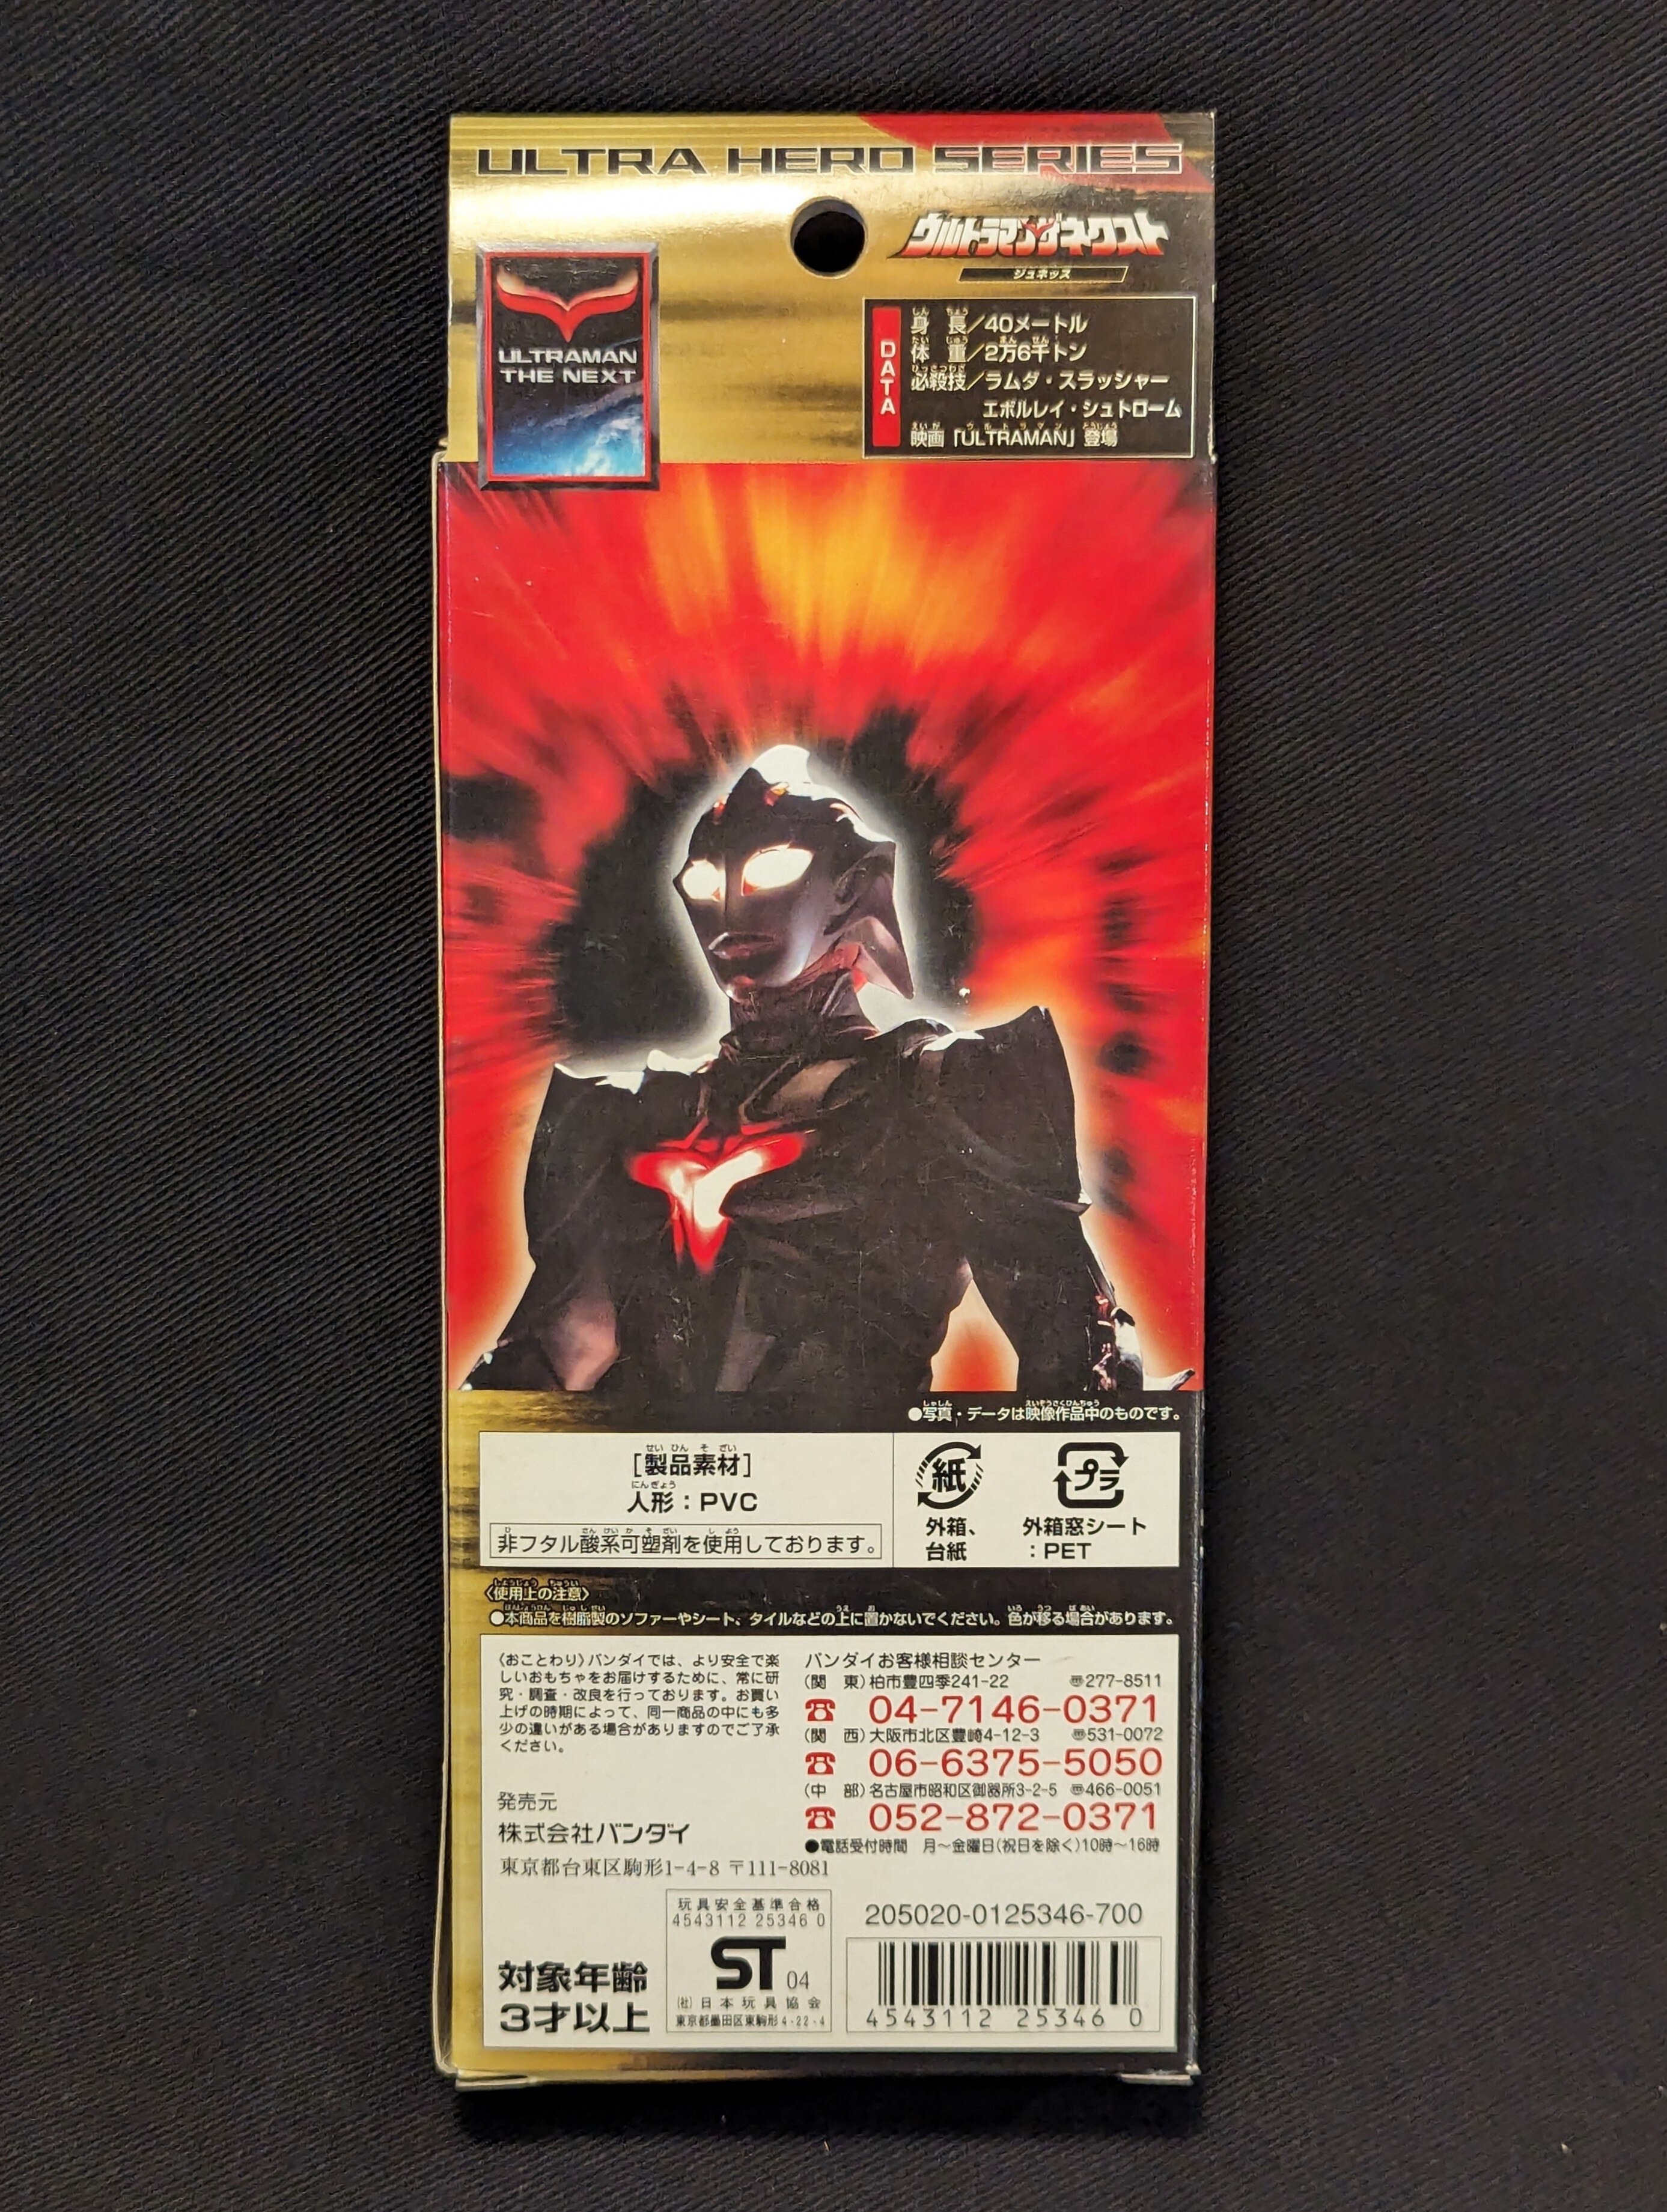 ULTRA HERO SERIES
ウルトラマンザネクスト
ジュネッス
ULTRAMAN
THE NEXT
DATA
身長／40メートル
体重／2万6千トン
必殺技／ラムダ・スラッシャー
エボルレイ・シュトローム
映画「ULTRAMAN」登場
●写真・データは映像作品中のものです。
［製品素材］
人形：PVC
非フタル酸系可塑剤を使用しております。
紙
外箱、
台紙
プラ
外箱窓シート
：PET
〈使用上の注意〉
●本商品を樹脂製のソファーやシート、タイルなどの上に置かないでください。色が移る場合があります。
〈おことわり〉バンダイでは、より安全で楽
しいおもちゃをお届けするために、常に研
究・調査・改良を行っております。お買い
上げの時期によって、同一商品の中にも多
少の違いがある場合がありますのでご了承
ください。
発売元
株式会社バンダイ
東京都台東区駒形1-4-8 〒111-8081
バンダイお客様相談センター
（関　東）柏市豊四季241-22 〠277-8511
☎ 04-7146-0371
（関　西）大阪市北区豊崎4-12-3 〠531-0072
☎ 06-6375-5050
（中　部）名古屋市昭和区御器所3-2-5 〠466-0051
☎ 052-872-0371
●電話受付時間　月〜金曜日（祝日を除く）10時〜16時
対象年齢
3才以上
玩具安全基準合格
4543112 25346 0
ST 04
(社)日本玩具協会
東京都墨田区東駒形4-22-4
205020-0125346-700
4543112 25346 0